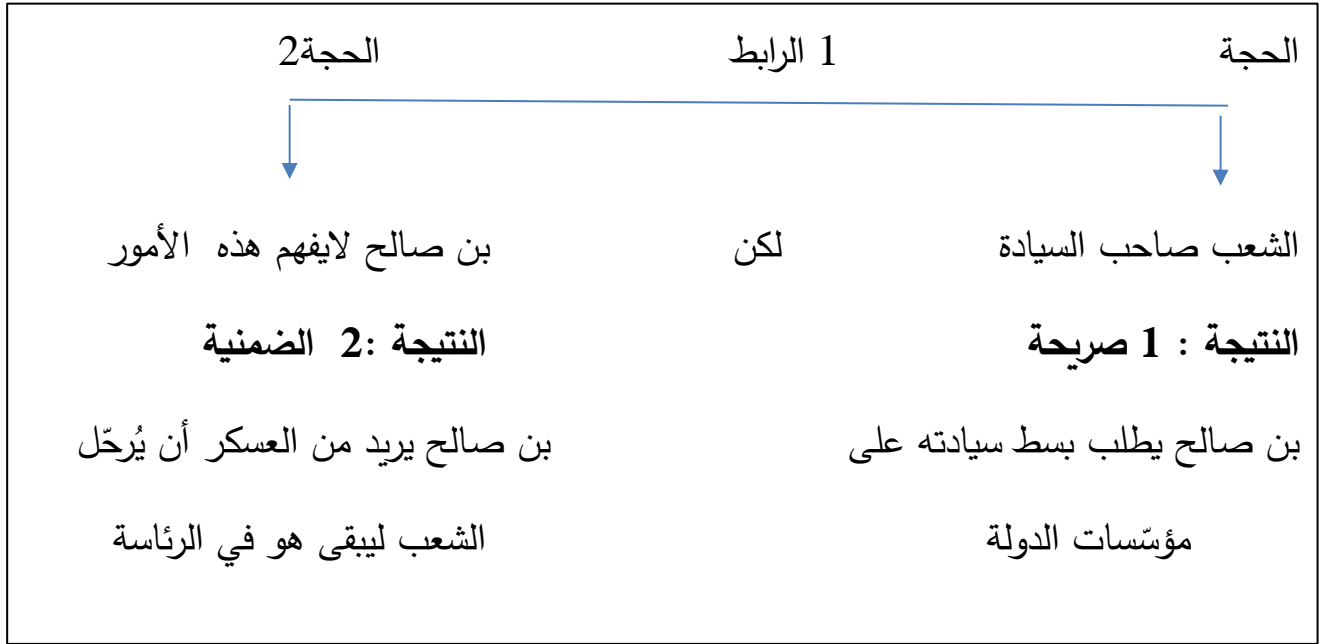 الحجة 1 الرابط الحجة2
الشعب صاحب السيادة لكن بن صالح لايفهم هذه الأمور
النتيجة : 1 صريحة النتيجة :2 الضمنية
بن صالح يطلب بسط سيادته على بن صالح يريد من العسكر أن يُرحّل
مؤسّسات الدولة الشعب ليبقى هو في الرئاسة